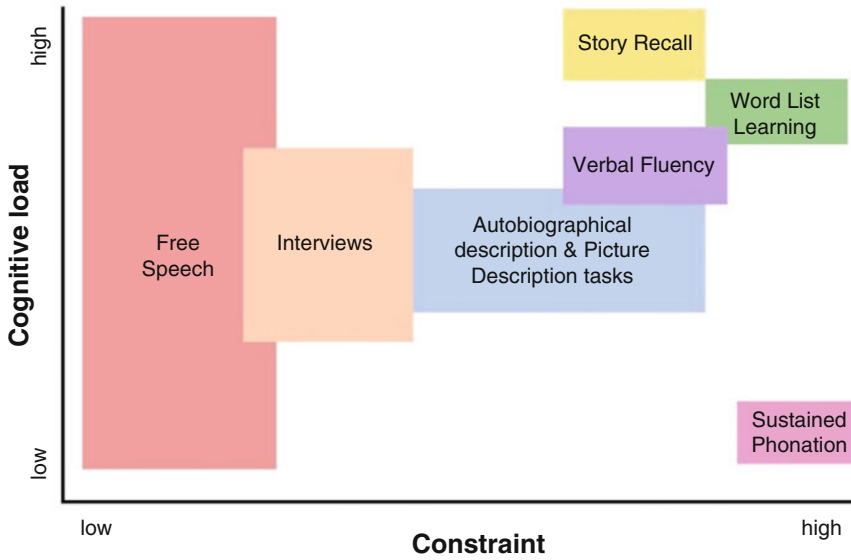 high
Cognitive load
low
Free
Speech
Interviews
Autobiographical
description & Picture
Description tasks
Story Recall
Verbal Fluency
Word List
Learning
Sustained
Phonation
low
Constraint
high